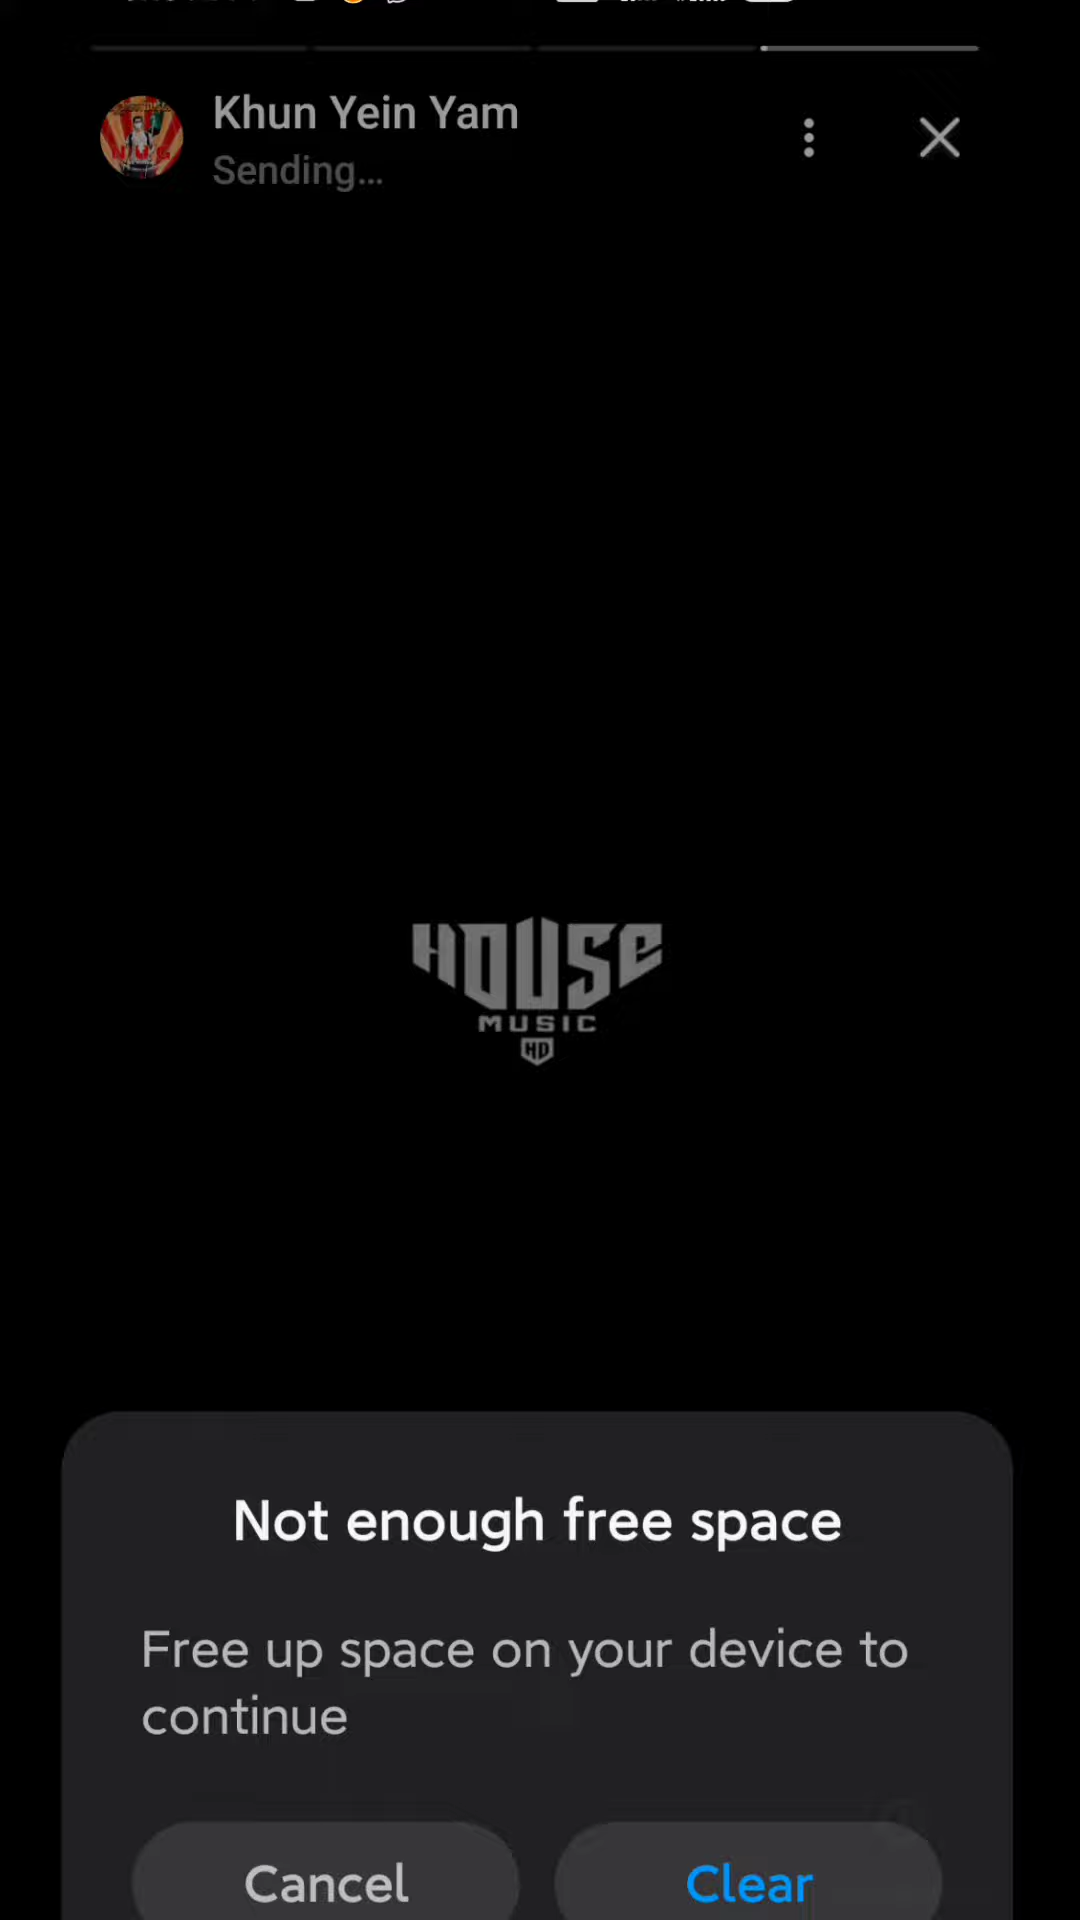 Khun Yein Yam
Sending...
HOUSE
MUSIC
HD
Not enough free space
Free up space on your device to
continue
Cancel
Clear